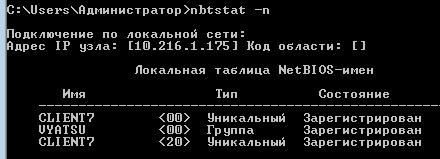 C:\Users\Администратор>nbtstat -n
Подключение по локальной сети:
Адрес IP узла: [10.216.1.175] Код области: []
Локальная таблица NetBIOS-имен
Имя Тип Состояние
---------------------------------------------
CLIENT7 <00> Уникальный Зарегистрирован
VYATSU <00> Группа Зарегистрирован
CLIENT7 <20> Уникальный Зарегистрирован